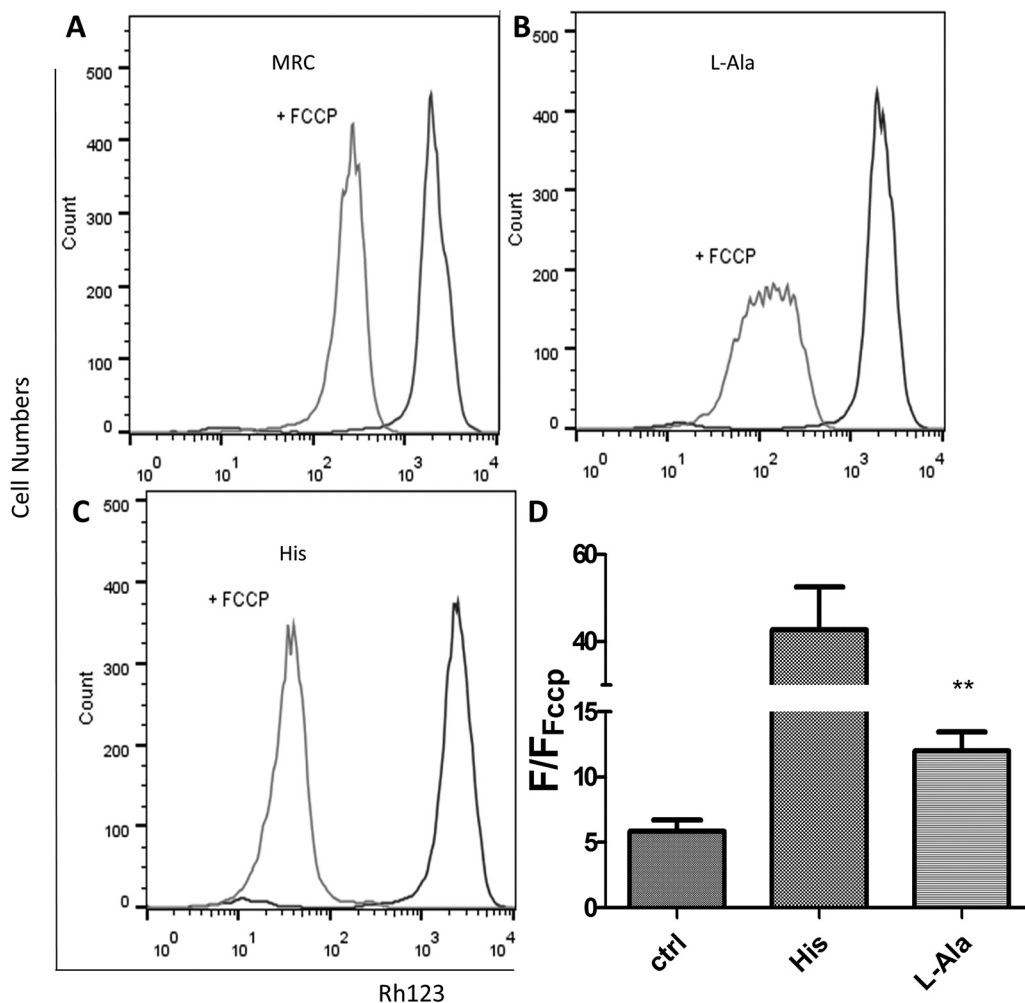 A
MRC
+ FCCP
Count
500
400
300
200
100
0
10^0 10^1 10^2 10^3 10^4
B
L-Ala
+ FCCP
Count
500
400
300
200
100
0
10^0 10^1 10^2 10^3 10^4
Cell Numbers
C
His
+ FCCP
Count
500
400
300
200
100
0
10^0 10^1 10^2 10^3 10^4
Rh123
D
F/F_Fccp
60
40
15
10
5
0
**
ctrl
His
L-Ala